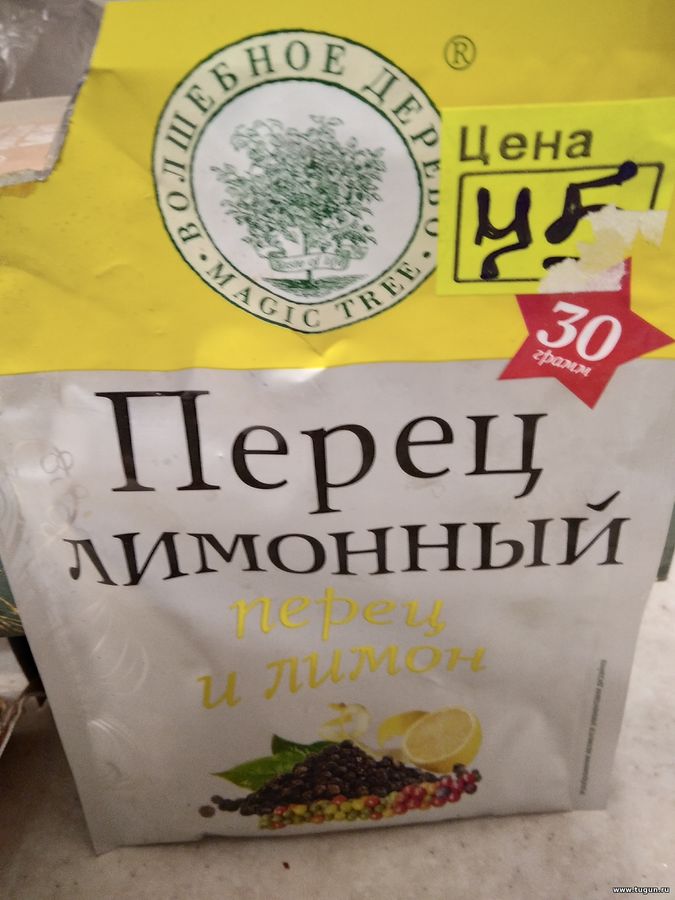 ВОЛШЕБНОЕ ДЕРЕВО
MAGIC TREE
®
Цена
45
30
грамм
Перец
лимонный
перец
и лимон
www.tugun.ru